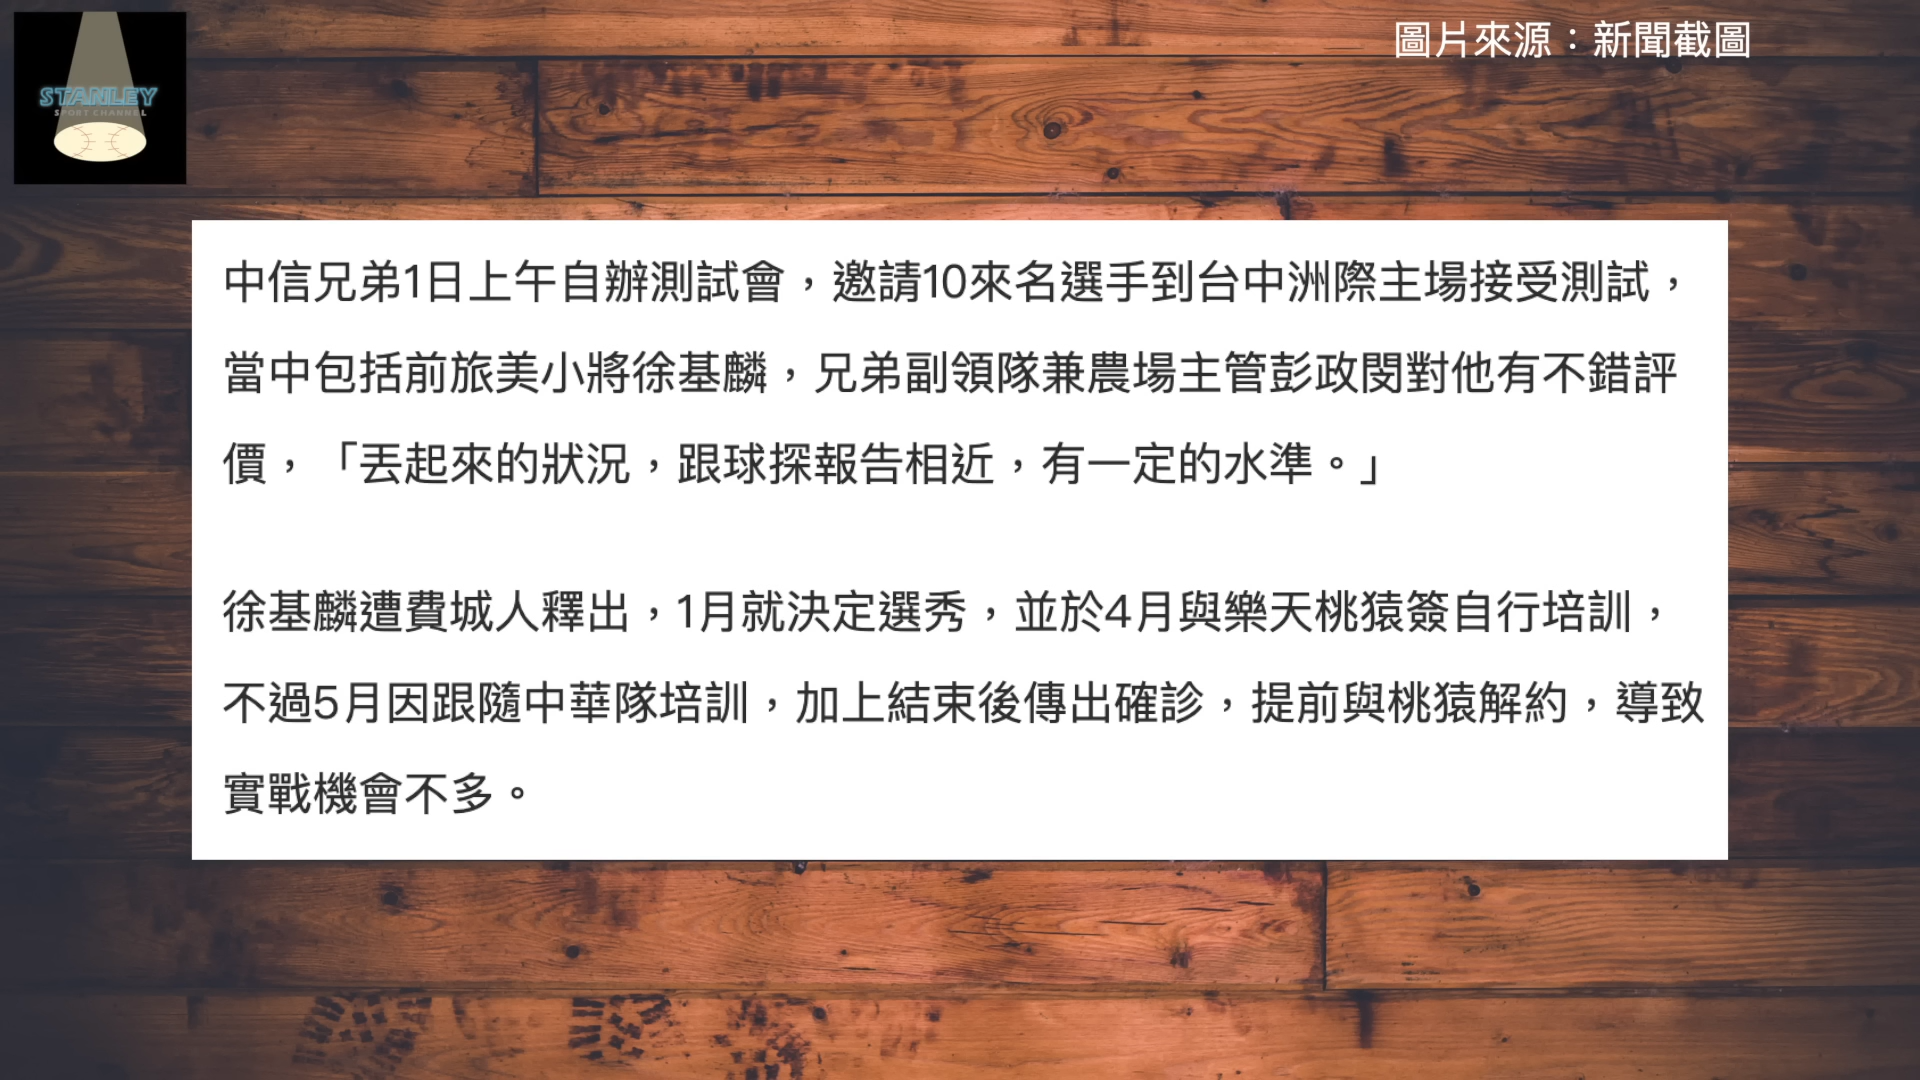 圖片來源：新聞截圖
STANLEY
SPORT CHANNEL
中信兄弟1日上午自辦測試會，邀請10來名選手到台中洲際主場接受測試，
當中包括前旅美小將徐基麟，兄弟副領隊兼農場主管彭政閔對他有不錯評
價，「丟起來的狀況，跟球探報告相近，有一定的水準。」
徐基麟遭費城人釋出，1月就決定選秀，並於4月與樂天桃猿簽自行培訓，
不過5月因跟隨中華隊培訓，加上結束後傳出確診，提前與桃猿解約，導致
實戰機會不多。